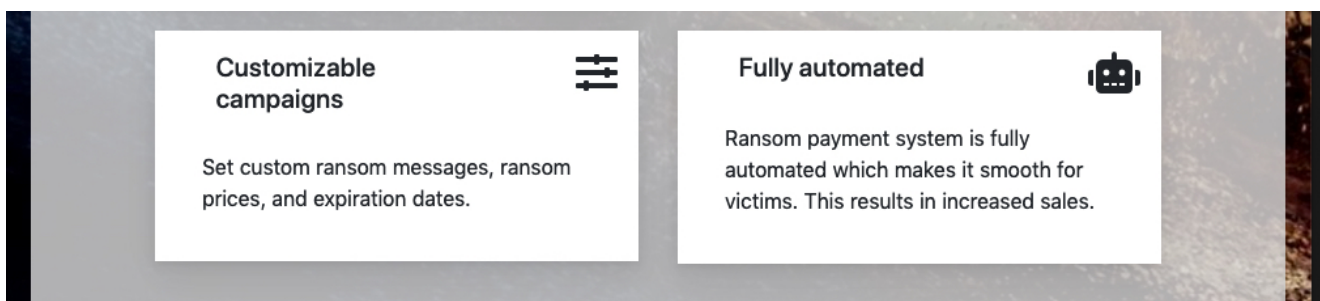 Customizable
campaigns
Set custom ransom messages, ransom
prices, and expiration dates.
Fully automated
Ransom payment system is fully
automated which makes it smooth for
victims. This results in increased sales.